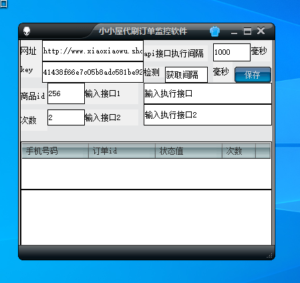 小小屋代刷订单监控软件
网址 http://www.xiaoxiaowu.sho api接口执行间隔 1000 毫秒
key 41438f66e7c05b8adc581be92 检测 获取间隔 毫秒 保存
商品id 256 输入接口1 输入执行接口
次数 2 输入接口2 输入执行接口2
手机号码 订单id 状态值 次数